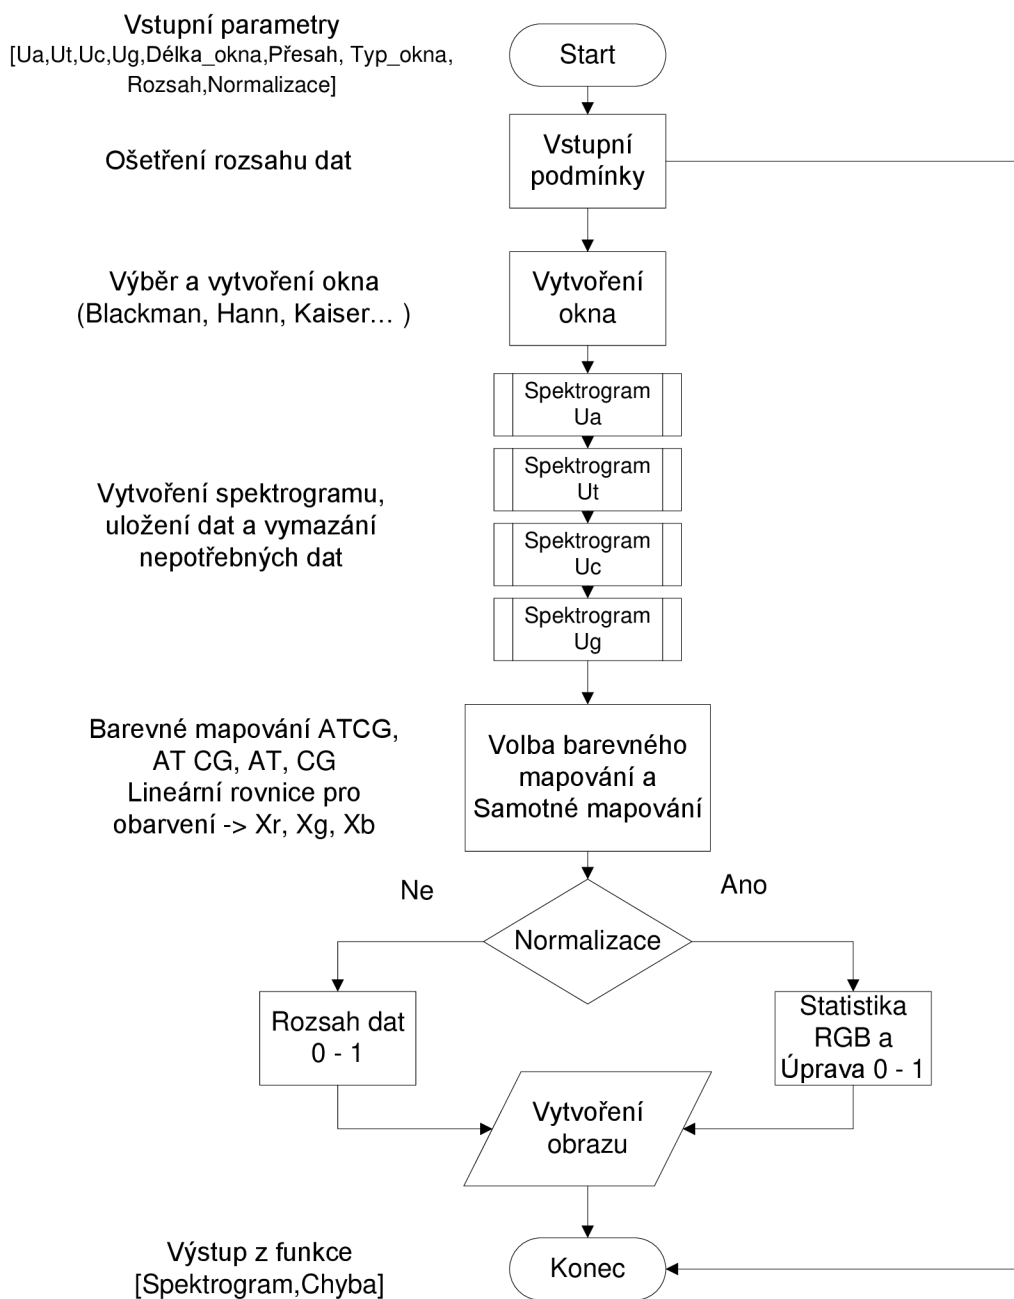 Vstupní parametry
[Ua,Ut,Uc,Ug,Délka_okna,Přesah, Typ_okna,
Rozsah,Normalizace]
Start
Ošetření rozsahu dat
Vstupní
podmínky
Výběr a vytvoření okna
(Blackman, Hann, Kaiser... )
Vytvoření
okna
Spektrogram
Ua
Spektrogram
Ut
Vytvoření spektrogramu,
uložení dat a vymazání
nepotřebných dat
Spektrogram
Uc
Spektrogram
Ug
Barevné mapování ATCG,
AT CG, AT, CG
Lineární rovnice pro
obarvení -> Xr, Xg, Xb
Volba barevného
mapování a
Samotné mapování
Ne
Ano
Normalizace
Rozsah dat
0 - 1
Statistika
RGB a
Úprava 0 - 1
Vytvoření
obrazu
Výstup z funkce
[Spektrogram,Chyba]
Konec